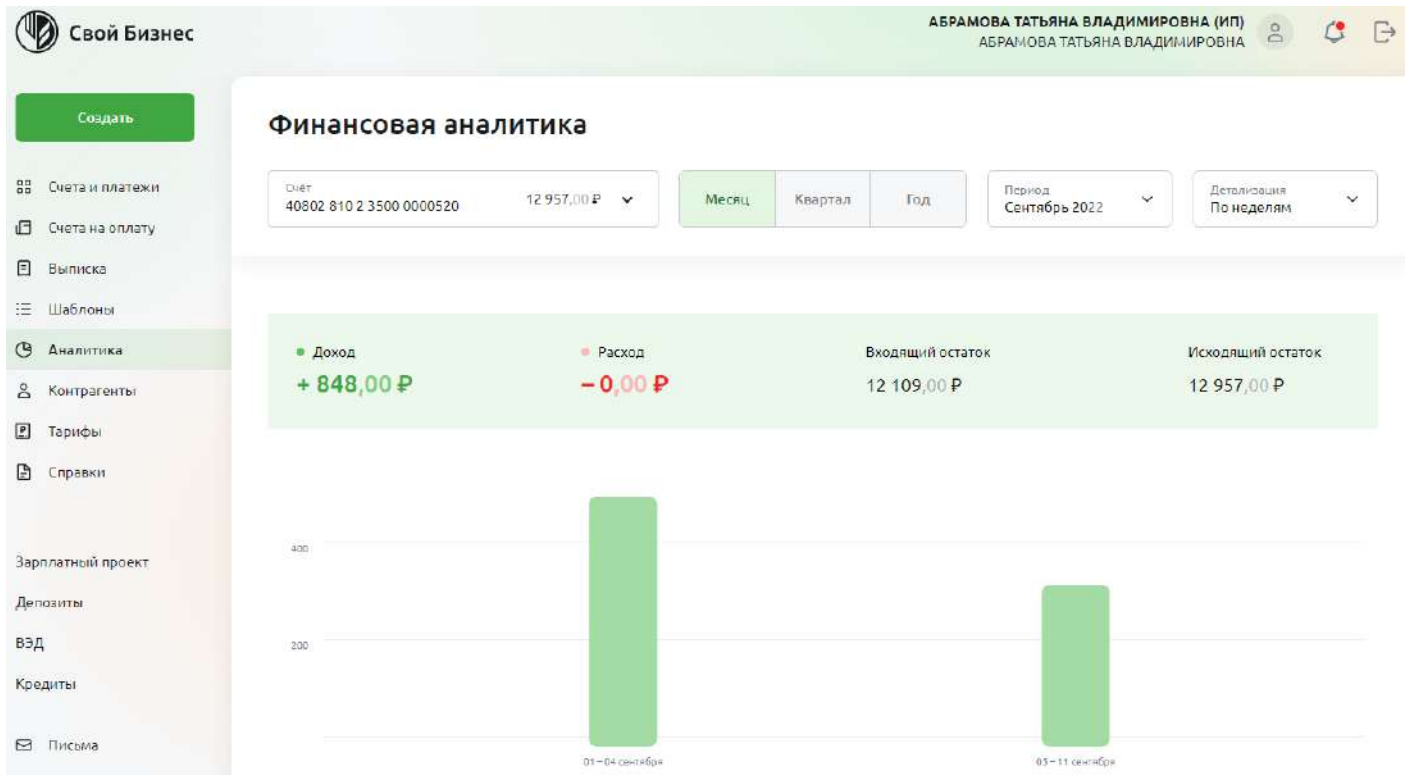 Свой Бизнес
АБРАМОВА ТАТЬЯНА ВЛАДИМИРОВНА (ИП)
АБРАМОВА ТАТЬЯНА ВЛАДИМИРОВНА
Создать
Счета и платежи
Счета на оплату
Выписка
Шаблоны
Аналитика
Контрагенты
Тарифы
Справки
Зарплатный проект
Депозиты
ВЭД
Кредиты
Письма
Финансовая аналитика
Счёт
40802 810 2 3500 0000520
12 957,00 ₽
Месяц
Квартал
Год
Период
Сентябрь 2022
Детализация
По неделям
Доход
+ 848,00 ₽
Расход
– 0,00 ₽
Входящий остаток
12 109,00 ₽
Исходящий остаток
12 957,00 ₽
400
200
01–04 сентября
05–11 сентября